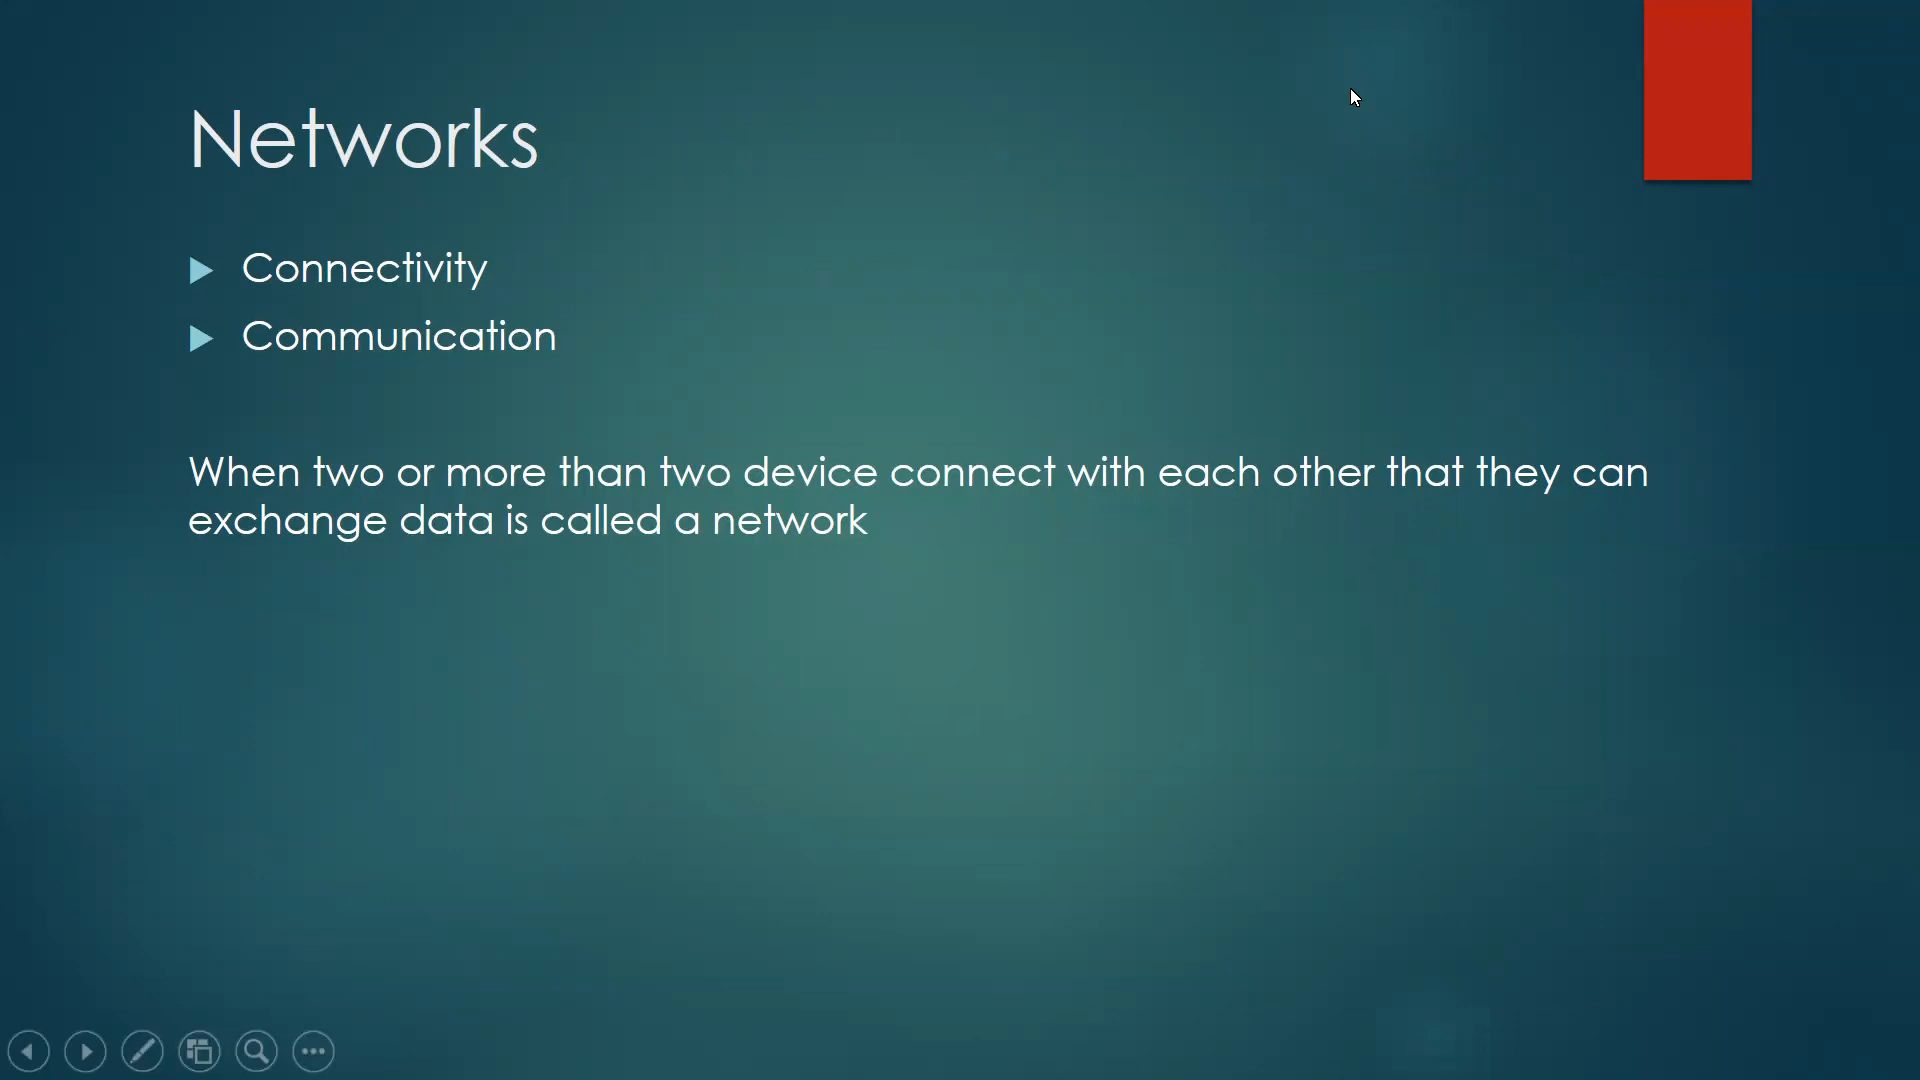 Networks
Connectivity
Communication
When two or more than two device connect with each other that they can
exchange data is called a network